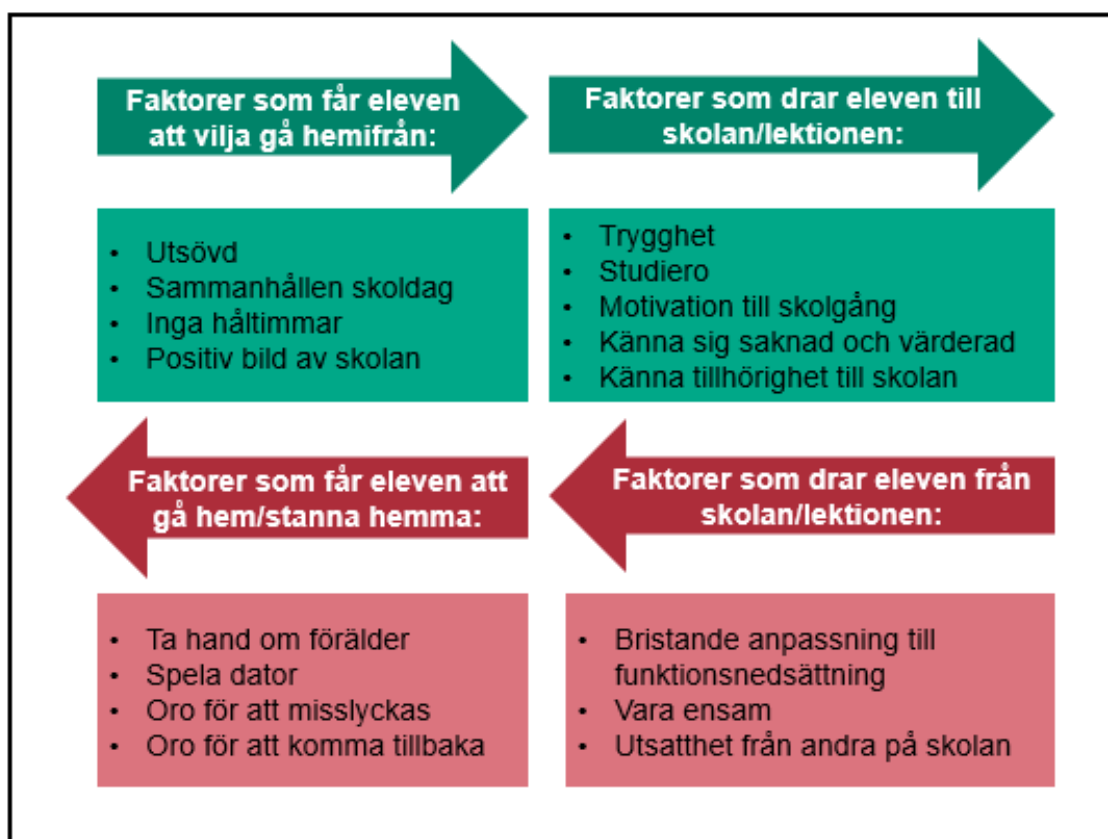 Faktorer som får eleven
att vilja gå hemifrån:
Faktorer som drar eleven till
skolan/lektionen:
• Utsövd
• Sammanhållen skoldag
• Inga håltimmar
• Positiv bild av skolan
• Trygghet
• Studiero
• Motivation till skolgång
• Känna sig saknad och värderad
• Känna tillhörighet till skolan
Faktorer som får eleven att
gå hem/stanna hemma:
Faktorer som drar eleven från
skolan/lektionen:
• Ta hand om förälder
• Spela dator
• Oro för att misslyckas
• Oro för att komma tillbaka
• Bristande anpassning till
funktionsnedsättning
• Vara ensam
• Utsatthet från andra på skolan